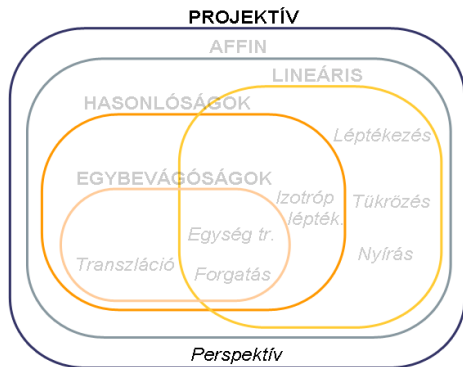 PROJEKTÍV
AFFIN
LINEÁRIS
HASONLÓSÁGOK
Léptékezés
EGYBEVÁGÓSÁGOK
Izotróp
lépték.
Tükrözés
Egység tr.
Nyírás
Transzláció
Forgatás
Perspektív